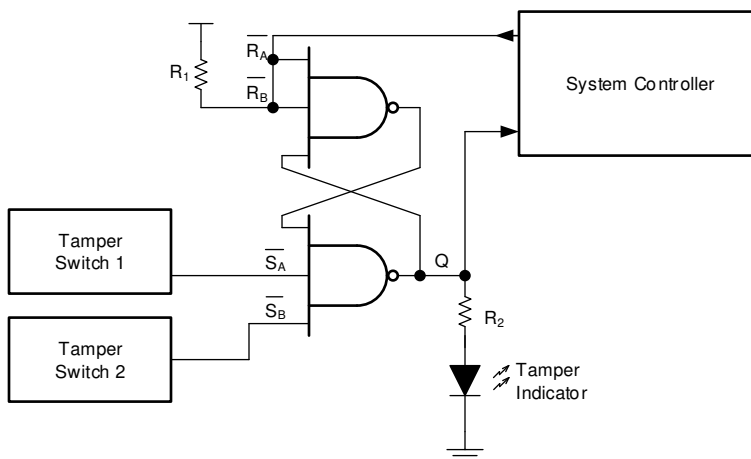 R̅A̅
R1
R̅B̅
System Controller
Tamper
Switch 1
S̅A̅
Q
S̅B̅
R2
Tamper
Switch 2
Tamper
Indicator